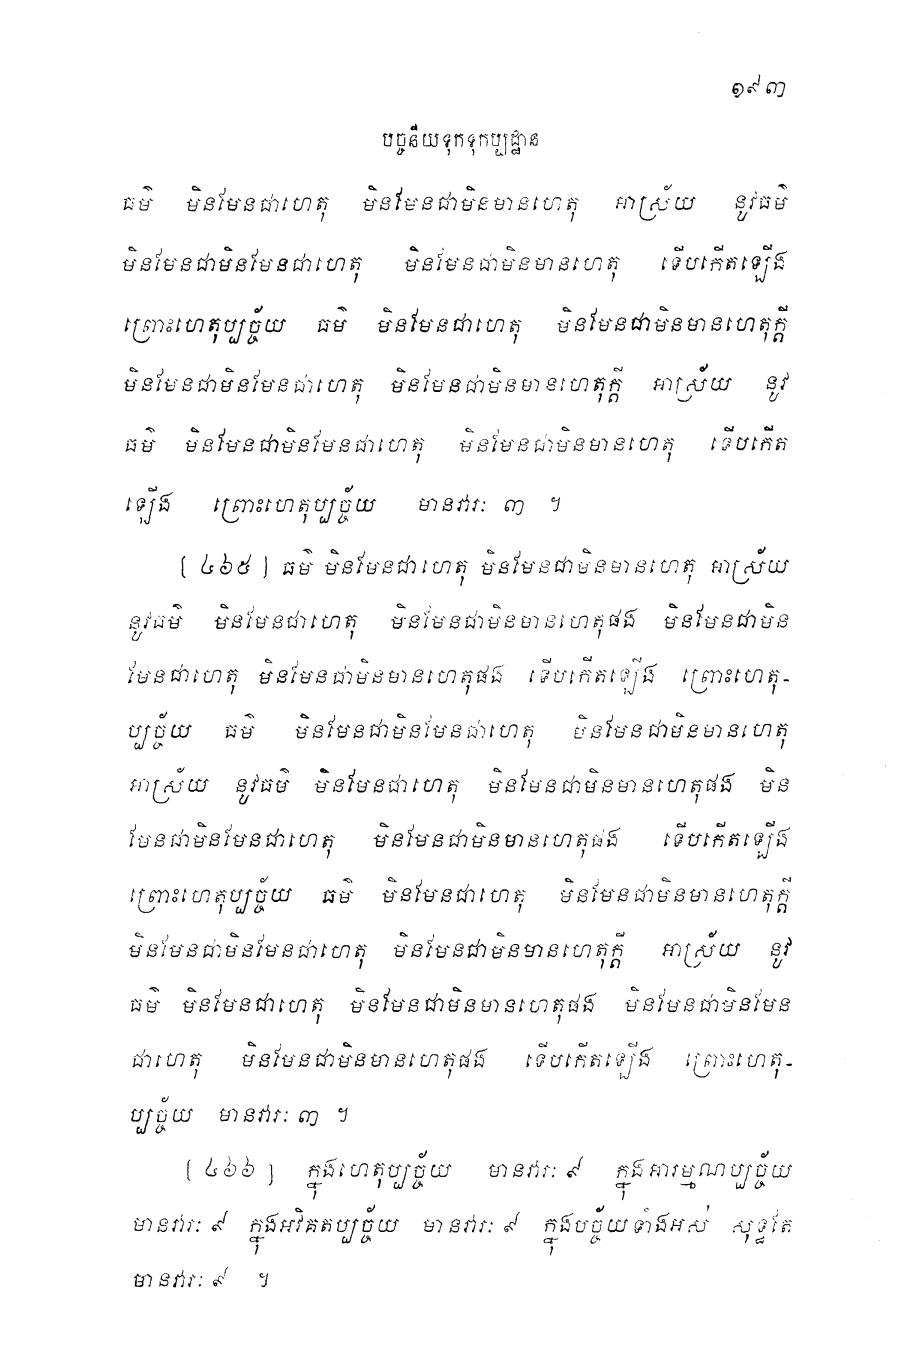 ១៩៣
បច្ចនីយទុកទុកប្បដ្ឋាន
ធម៌ មិនមែនជាហេតុ មិនមែនជាមិនមានហេតុ អាស្រ័យ នូវធម៌
មិនមែនជាមិនមែនជាហេតុ មិនមែនជាមិនមានហេតុ ទើបកើតឡើង
ព្រោះហេតុប្បច្ច័យ ធម៌ មិនមែនជាហេតុ មិនមែនជាមិនមានហេតុក្តី
មិនមែនជាមិនមែនជាហេតុ មិនមែនជាមិនមានហេតុក្តី អាស្រ័យ នូវ
ធម៌ មិនមែនជាមិនមែនជាហេតុ មិនមែនជាមិនមានហេតុ ទើបកើត
ឡើង ព្រោះហេតុប្បច្ច័យ មានវារៈ ៣ ។
[ ៤៦៥ ] ធម៌ មិនមែនជាហេតុ មិនមែនជាមិនមានហេតុ អាស្រ័យ
នូវធម៌ មិនមែនជាហេតុ មិនមែនជាមិនមានហេតុផង មិនមែនជាមិន
មែនជាហេតុ មិនមែនជាមិនមានហេតុផង ទើបកើតឡើង ព្រោះហេតុ-
ប្បច្ច័យ ធម៌ មិនមែនជាមិនមែនជាហេតុ មិនមែនជាមិនមានហេតុ
អាស្រ័យ នូវធម៌ មិនមែនជាហេតុ មិនមែនជាមិនមានហេតុផង មិន
មែនជាមិនមែនជាហេតុ មិនមែនជាមិនមានហេតុផង ទើបកើតឡើង
ព្រោះហេតុប្បច្ច័យ ធម៌ មិនមែនជាហេតុ មិនមែនជាមិនមានហេតុក្តី
មិនមែនជាមិនមែនជាហេតុ មិនមែនជាមិនមានហេតុក្តី អាស្រ័យ នូវ
ធម៌ មិនមែនជាហេតុ មិនមែនជាមិនមានហេតុផង មិនមែនជាមិនមែន
ជាហេតុ មិនមែនជាមិនមានហេតុផង ទើបកើតឡើង ព្រោះហេតុ-
ប្បច្ច័យ មានវារៈ ៣ ។
[ ៤៦៦ ] ក្នុងហេតុប្បច្ច័យ មានវារៈ ៩ ក្នុងអារម្មណប្បច្ច័យ
មានវារៈ ៩ ក្នុងអវិគតប្បច្ច័យ មានវារៈ ៩ ក្នុងបច្ច័យទាំងអស់ សុទ្ធតែ
មានវារៈ ៩ ។